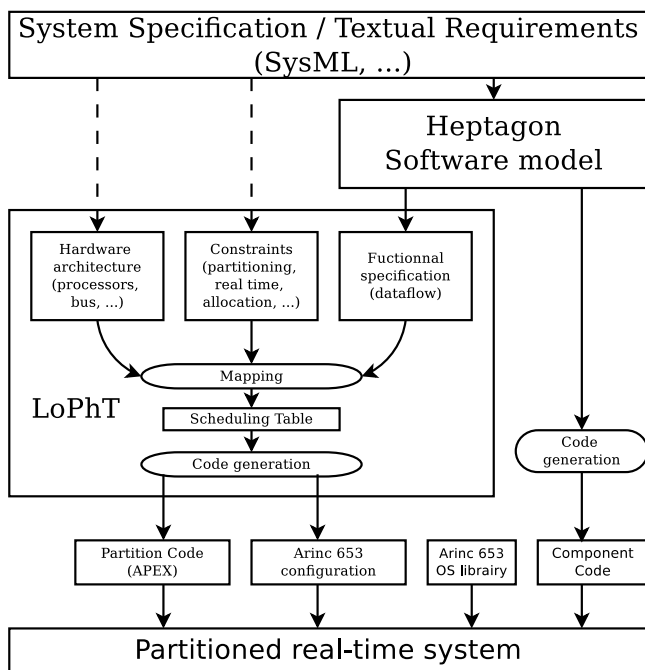 System Specification / Textual Requirements
(SysML, ...)
Heptagon
Software model
Hardware
architecture
(processors,
bus, ...)
Constraints
(partitioning,
real time,
allocation, ...)
Fuctionnal
specification
(dataflow)
Mapping
LoPhT
Scheduling Table
Code generation
Code
generation
Partition Code
(APEX)
Arinc 653
configuration
Arinc 653
OS librairy
Component
Code
Partitioned real-time system